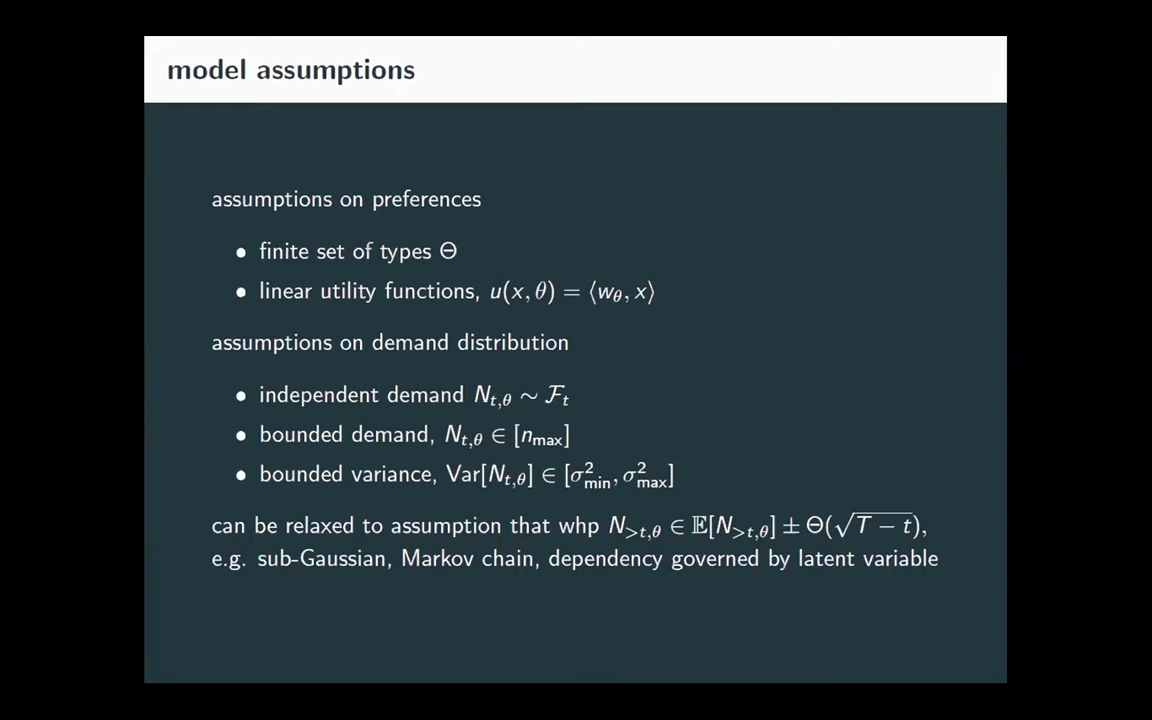 model assumptions
assumptions on preferences
• finite set of types Θ
• linear utility functions, u(x, θ) = ⟨w_θ, x⟩
assumptions on demand distribution
• independent demand N_{t,θ} ∼ ℱ_t
• bounded demand, N_{t,θ} ∈ [n_max]
• bounded variance, Var[N_{t,θ}] ∈ [σ²_min, σ²_max]
can be relaxed to assumption that whp N_{>t,θ} ∈ 𝔼[N_{>t,θ}] ± Θ(√(T − t)),
e.g. sub-Gaussian, Markov chain, dependency governed by latent variable